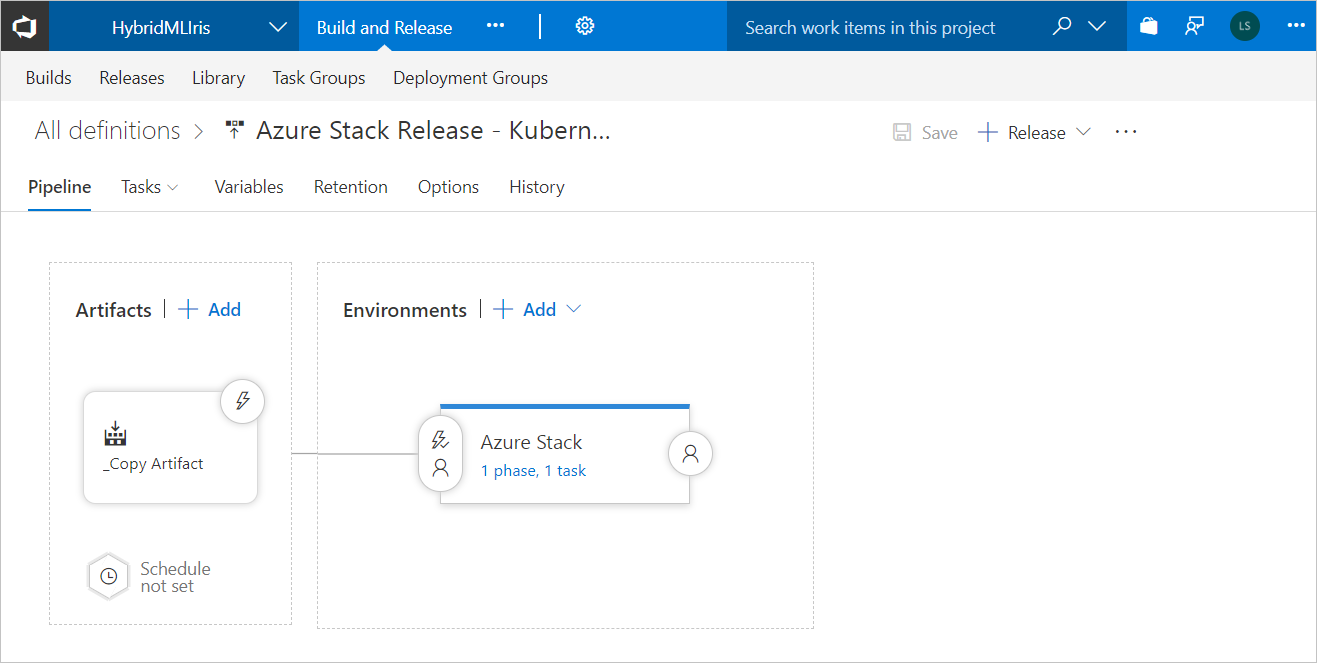 HybridMLIris Build and Release ••• Search work items in this project LS •••
Builds Releases Library Task Groups Deployment Groups
All definitions > Azure Stack Release - Kubern... Save + Release ···
Pipeline Tasks Variables Retention Options History
Artifacts | + Add
Environments | + Add
_Copy Artifact
Azure Stack
1 phase, 1 task
Schedule
not set